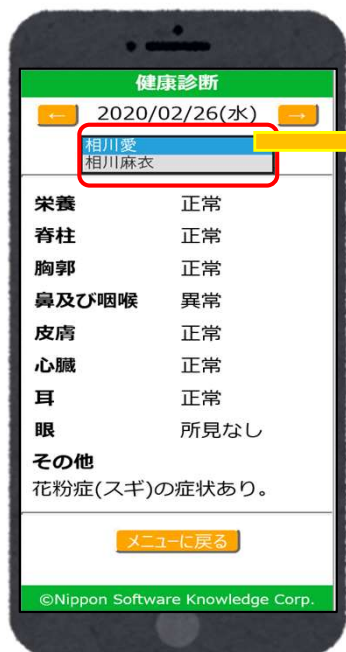 健康診断
← 2020/02/26(水) →
相川愛
相川麻衣
栄養 正常
脊柱 正常
胸郭 正常
鼻及び咽喉 異常
皮膚 正常
心臓 正常
耳 正常
眼 所見なし
その他
花粉症(スギ)の症状あり。
メニューに戻る
©Nippon Software Knowledge Corp.